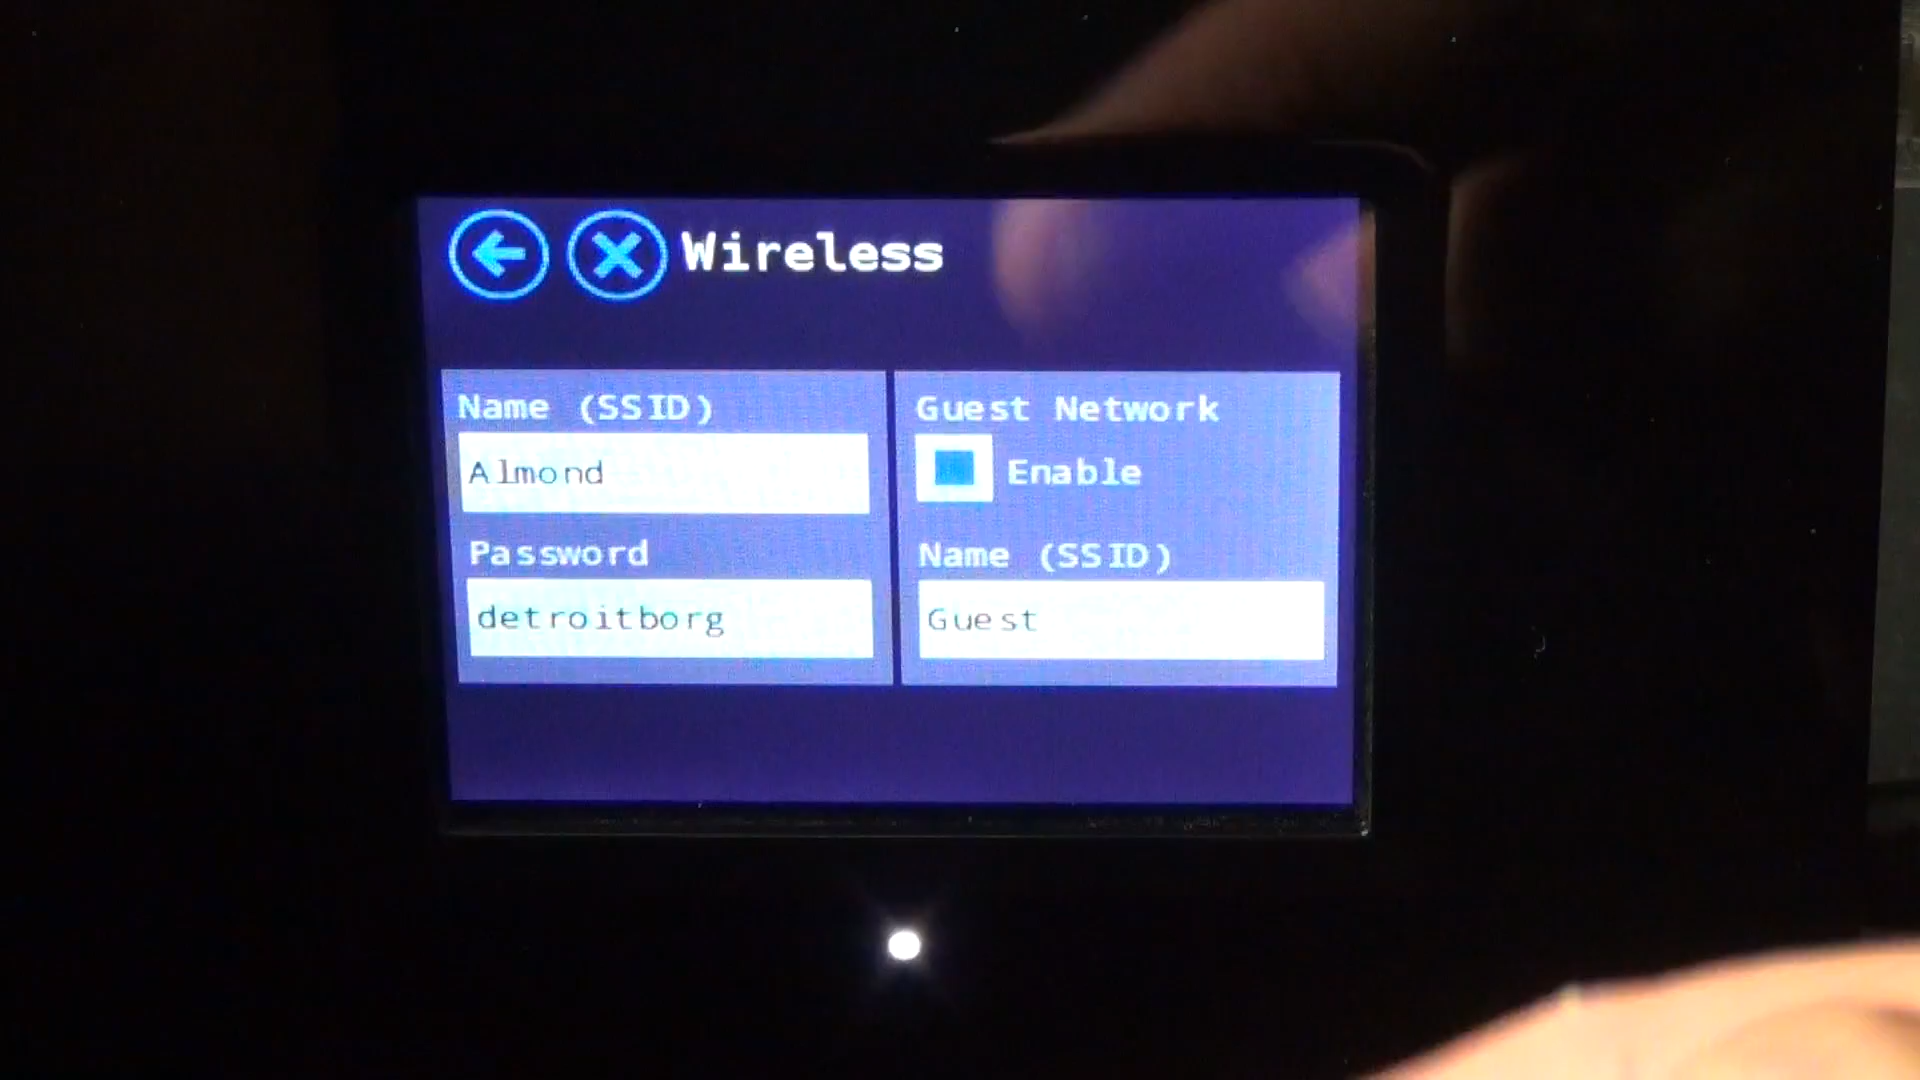 Wireless
Name (SSID)
Almond
Password
detroitborg
Guest Network
Enable
Name (SSID)
Guest